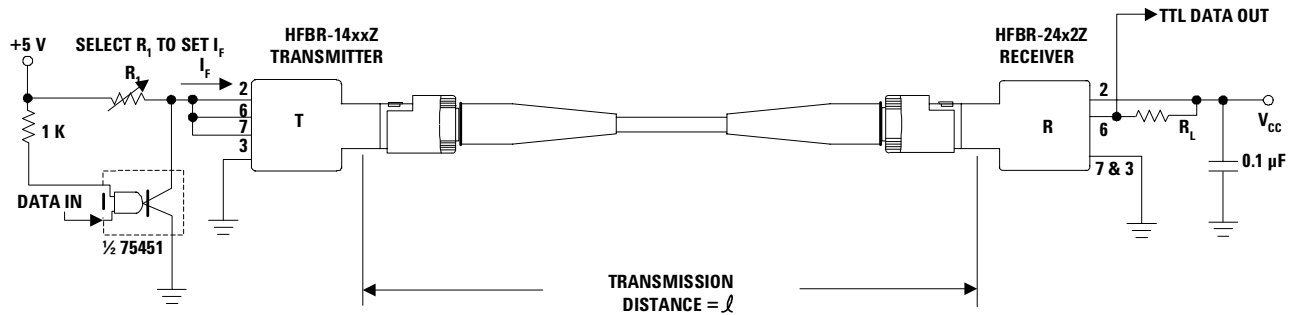 TTL DATA OUT
+5 V
SELECT R1 TO SET IF
HFBR-14xxZ
TRANSMITTER
HFBR-24x2Z
RECEIVER
R1
IF
2
6
7
3
T
1 K
DATA IN
½ 75451
R
2
6
7 & 3
RL
VCC
0.1 µF
TRANSMISSION
DISTANCE = ℓ